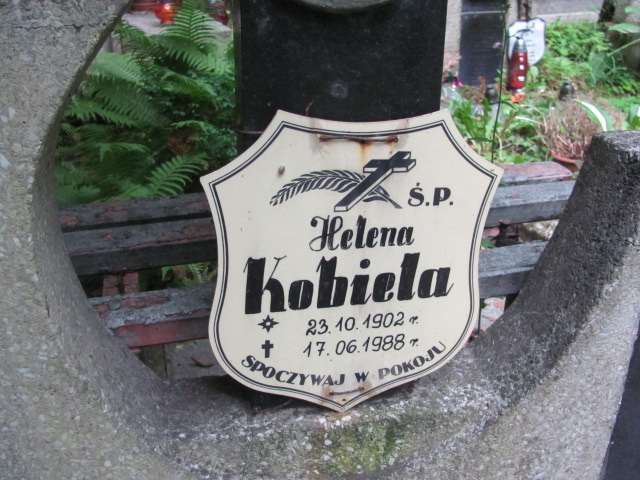 Ś.P.
Helena
Kobiela
23.10.1902 r.
17.06.1988 r.
SPOCZYWAJ W POKOJU